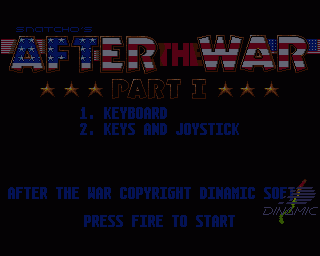 SNATCHO'S
AFTER THE WAR
PART I
1. KEYBOARD
2. KEYS AND JOYSTICK
AFTER THE WAR COPYRIGHT DINAMIC SOFT
DINAMIC
PRESS FIRE TO START